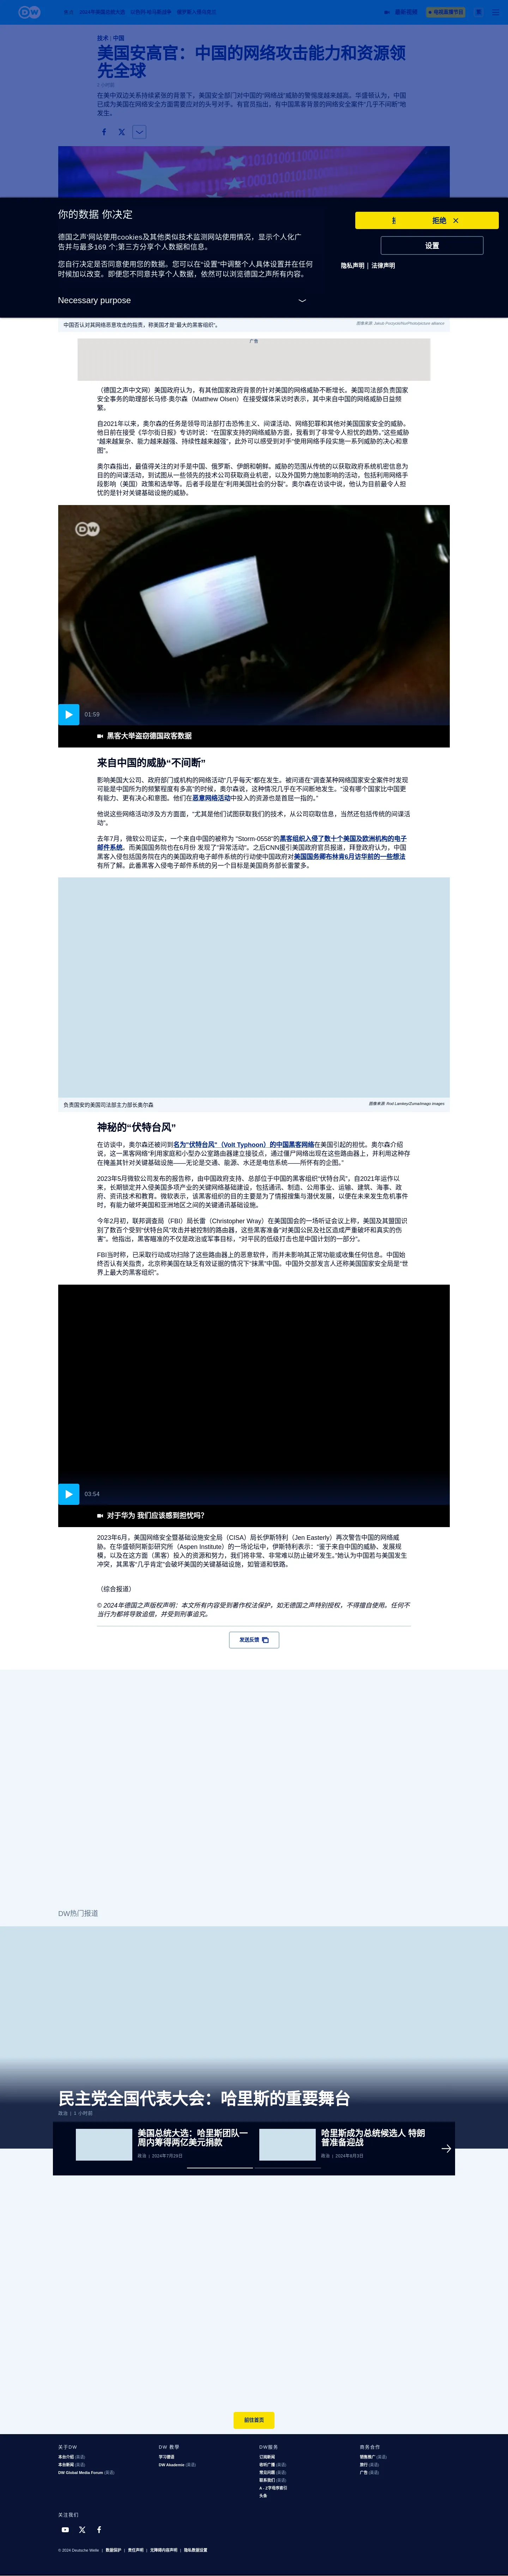 DW
技术 | 中国
美国安高官：中国的网络攻击能力和资源领
先全球
在美中双边关系持续紧张的背景下，美国安全部门对中国的“网络战”威胁的警惕度越来越高。华盛顿认为，中国
已成为美国在网络安全方面需要应对的头号对手。有官员指出，有中国黑客背景的网络安全案件“几乎不间断”地
发生。
你的数据 你决定
德国之声’网站使用cookies及其他类似技术监测网站使用情况，显示个人化广
告并与最多169 个;第三方分享个人数据和信息。
您可自行决定是否同意使用您的数据。您可以在“设置”中调整个人具体设置并在任何
时候加以改变。即使您不同意共享个人数据，依然可以浏览德国之声所有内容。
Necessary purpose
拒绝
设置
隐私声明 | 法律声明
中国否认对其网络恶意攻击的指责，称美国才是“最大的黑客组织”。
图像来源: Jakub Porzycki/NurPhoto/picture alliance
广告
（德国之声中文网）美国政府认为，有其他国家政府背景的针对美国的网络威胁不断增长。美国司法部负责国家
安全事务的助理部长马修·奥尔森（Matthew Olsen）在接受媒体采访时表示，其中来自中国的网络威胁日益频
繁。
自2021年以来，奥尔森的任务是领导司法部打击恐怖主义、间谍活动、网络犯罪和其他对美国国家安全的威胁。
他日前在接受《华尔街日报》专访时说：“在国家支持的网络威胁方面，我看到了非常令人担忧的趋势。”这些威胁
“越来越复杂、能力越来越强、持续性越来越强”，此外可以感受到对手“使用网络手段实施一系列威胁的决心和意
图”。
奥尔森指出，最值得关注的对手是中国、俄罗斯、伊朗和朝鲜。威胁的范围从传统的以获取政府系统机密信息为
目的的间谍活动，到试图从一些领先的技术公司获取商业机密，以及外国势力施加影响的活动，包括利用网络手
段影响（美国）政策和选举等。后者手段是在“利用美国社会的分裂”。奥尔森在访谈中说，他认为目前最令人担
忧的是针对关键基础设施的威胁。
DW
01:59
黑客大举盗窃德国政客数据
来自中国的威胁“不间断”
影响美国大公司、政府部门或机构的网络活动“几乎每天”都在发生。被问道在“调查某种网络国家安全案件时发现
可能是中国所为的频繁程度有多高”的时候，奥尔森说，这种情况几乎在不间断地发生。“没有哪个国家比中国更
有能力、更有决心和意图。他们在恶意网络活动中投入的资源也是首屈一指的。”
他说这些网络活动涉及方方面面，“尤其是他们试图获取我们的技术，从公司窃取信息，当然还包括传统的间谍活
动”。
去年7月，微软公司证实，一个来自中国的被称为 "Storm-0558"的黑客组织入侵了数十个美国及欧洲机构的电子
邮件系统。而美国国务院也在6月份 发现了“异常活动”。之后CNN援引美国政府官员报道，拜登政府认为，中国
黑客入侵包括国务院在内的美国政府电子邮件系统的行动使中国政府对美国国务卿布林肯6月访华前的一些想法
有所了解。此番黑客入侵电子邮件系统的另一个目标是美国商务部长雷蒙多。
负责国安的美国司法部主力部长奥尔森
图像来源: Rod Lamkey/Zuma/imago images
神秘的“伏特台风”
在访谈中，奥尔森还被问到名为“伏特台风”（Volt Typhoon）的中国黑客网络在美国引起的担忧。奥尔森介绍
说，这一黑客网络“利用家庭和小型办公室路由器建立接驳点，通过僵尸网络出现在这些路由器上，并利用这种存
在掩盖其针对关键基础设施——无论是交通、能源、水还是电信系统——所怀有的企图。”
2023年5月微软公司发布的报告称，由中国政府支持、总部位于中国的黑客组织“伏特台风”，自2021年运作以
来，长期锁定并入侵美国多项产业的关键网络基础建设，包括通讯、制造、公用事业、运输、建筑、海事、政
府、资讯技术和教育。微软表示，该黑客组织的目的主要是为了情报搜集与潜伏发展，以便在未来发生危急事件
时，有能力破坏美国和亚洲地区之间的关键通讯基础设施。
今年2月初，联邦调查局（FBI）局长雷（Christopher Wray）在美国国会的一场听证会议上称，美国及其盟国识
别了数百个受到“伏特台风”攻击并被控制的路由器，这些黑客准备“对美国公民及社区造成严重破坏和真实的伤
害”。他指出，黑客瞄准的不仅是政治或军事目标，“对平民的低级打击也是中国计划的一部分”。
FBI当时称，已采取行动成功扫除了这些路由器上的恶意软件，而并未影响其正常功能或收集任何信息。中国始
终否认有关指责，北京称美国在缺乏有效证据的情况下“抹黑”中国。中国外交部发言人还称美国国家安全局是“世
界上最大的黑客组织”。
03:54
对于华为 我们应该感到担忧吗？
2023年6月，美国网络安全暨基础设施安全局（CISA）局长伊斯特利（Jen Easterly）再次警告中国的网络威
胁。在华盛顿阿斯彭研究所（Aspen Institute）的一场论坛中，伊斯特利表示：“鉴于来自中国的威胁、发展规
模，以及在这方面（黑客）投入的资源和努力，我们将非常、非常难以防止破坏发生。”她认为中国若与美国发生
冲突，其黑客“几乎肯定”会破坏美国的关键基础设施，如管道和铁路。
（综合报道）
© 2024年德国之声版权声明：本文所有内容受到著作权法保护，如无德国之声特别授权，不得擅自使用。任何不
当行为都将导致追偿，并受到刑事追究。
发送反馈
DW热门报道
民主党全国代表大会：哈里斯的重要舞台
政治 | 1 小时前
美国总统大选：哈里斯团队一
周内筹得两亿美元捐款
政治 | 2024年7月29日
哈里斯成为总统候选人 特朗
普准备迎战
政治 | 2024年8月3日
前往首页
关于DW
本台介绍 (英语)
本台新闻 (英语)
DW Global Media Forum (英语)
DW 教學
学习德语
DW Akademie (德语)
DW服务
订阅新闻
收听广播 (英语)
常见问题 (英语)
联系我们 (英语)
A - Z字母序索引
头条
商务合作
销售推广 (英语)
旅行 (英语)
广告 (英语)
关注我们
© 2024 Deutsche Welle | 数据保护 | 责任声明 | 无障碍内容声明 | 隐私数据设置